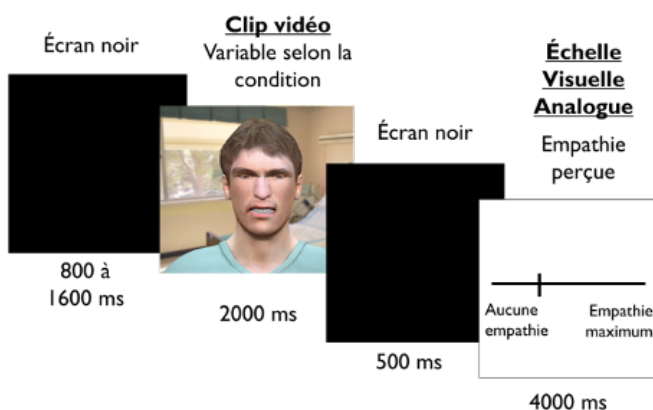 Écran noir
800 à
1600 ms
Clip vidéo
Variable selon la
condition
2000 ms
Écran noir
500 ms
Échelle
Visuelle
Analogue
Empathie
perçue
Aucune
empathie
Empathie
maximum
4000 ms